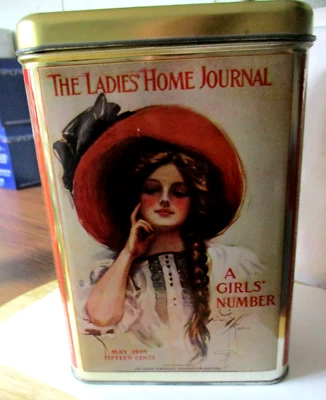 THE LADIES' HOME JOURNAL
A
GIRLS'
NUMBER
MAY 1909
FIFTEEN CENTS